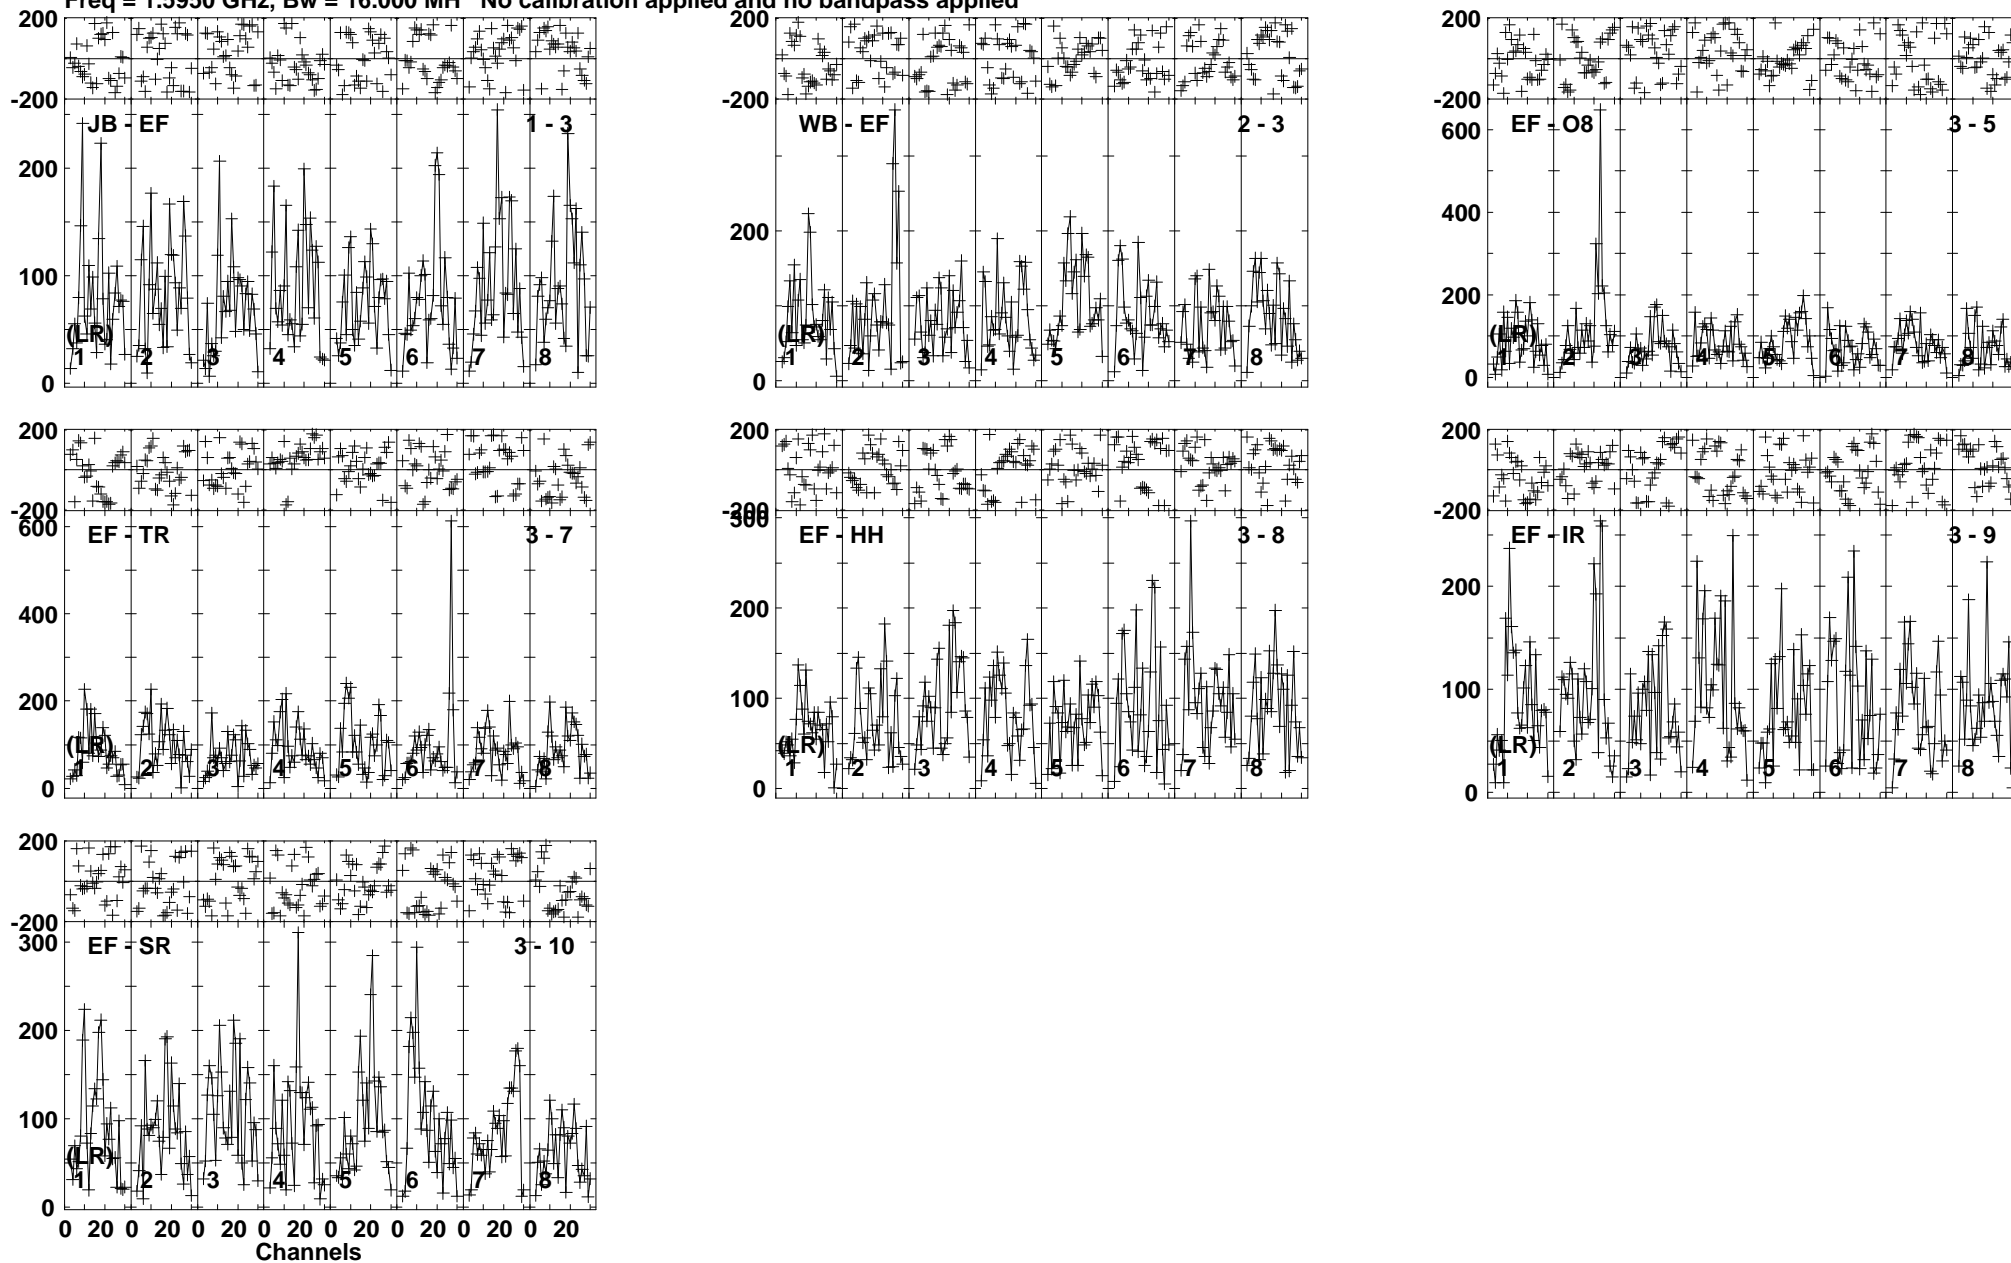 Freq = 1.5950 GHz, Bw = 16.000 MH No calibration applied and no bandpass applied
200
-200
JB - EF 1 - 3
200
100
0
(LR)
1 2 3 4 5 6 7 8
200
-200
WB - EF 2 - 3
200
0
(LR)
1 2 3 4 5 6 7 8
200
-200
EF - O8 3 - 5
600
400
200
0
(LR)
1 2 3 4 5 6 7 8
200
-200
600
EF - TR 3 - 7
400
200
0
(LR)
1 2 3 4 5 6 7 8
200
-200
300
EF - HH 3 - 8
200
100
0
(LR)
1 2 3 4 5 6 7 8
200
-200
EF - IR 3 - 9
200
100
0
(LR)
1 2 3 4 5 6 7 8
200
-200
300
EF - SR 3 - 10
200
100
0
(LR)
1 2 3 4 5 6 7 8
0 20 0 20 0 20 0 20 0 20 0 20 0 20 0 20
Channels